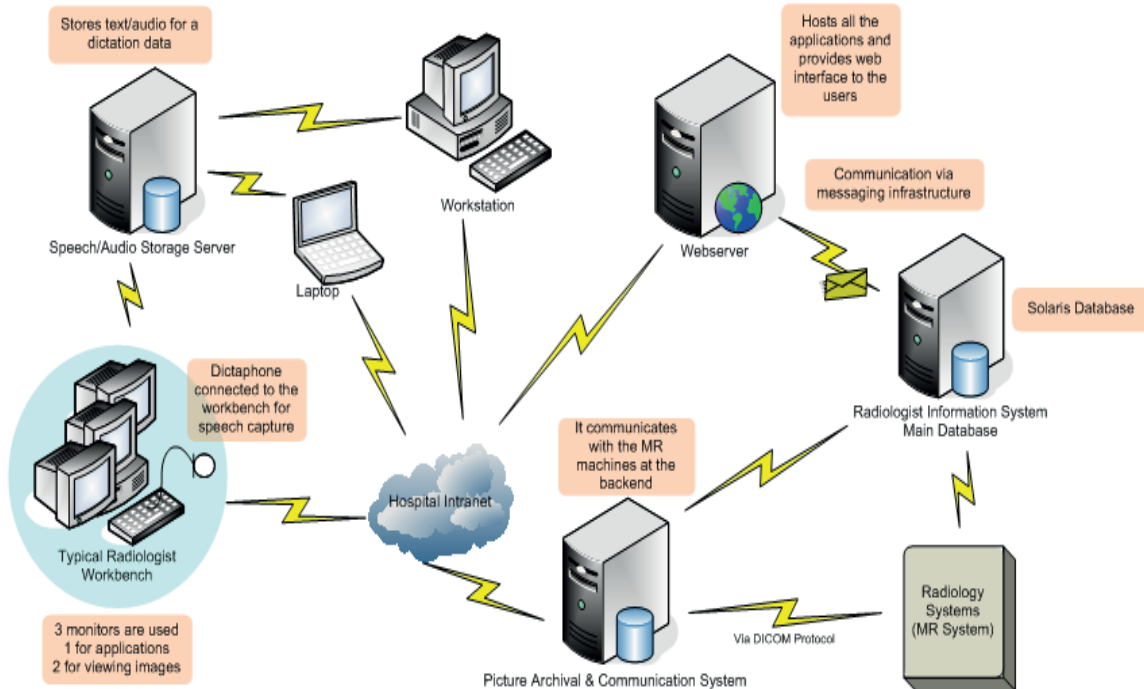 Stores text/audio for a
dictation data
Speech/Audio Storage Server
Workstation
Laptop
Hosts all the
applications and
provides web
interface to the
users
Communication via
messaging infrastructure
Webserver
Solaris Database
Radiologist Information System
Main Database
Dictaphone
connected to the
workbench for
speech capture
Typical Radiologist
Workbench
3 monitors are used
1 for applications
2 for viewing images
Hospital Intranet
It communicates
with the MR
machines at the
backend
Picture Archival & Communication System
Via DICOM Protocol
Radiology
Systems
(MR System)